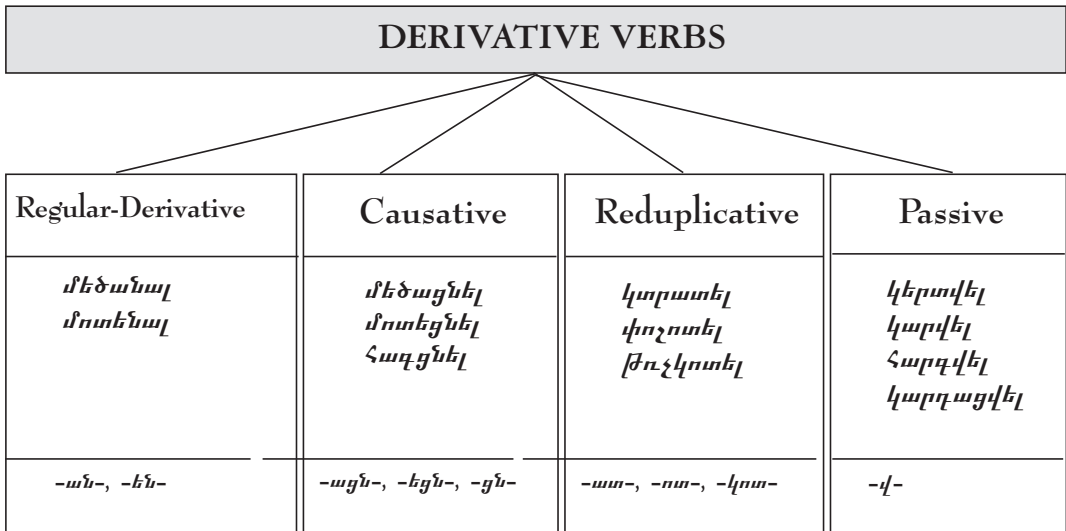 DERIVATIVE VERBS
Regular-Derivative
մեծանալ
մոտենալ
-ան-, -են-
Causative
մեծացնել
մոտեցնել
հագցնել
-ացն-, -եցն-, -ցն-
Reduplicative
կտրատել
փոշոտել
թռչկոտել
-ատ-, -ոտ-, -կոտ-
Passive
կերտվել
կարվել
հարգվել
կարդացվել
-վ-